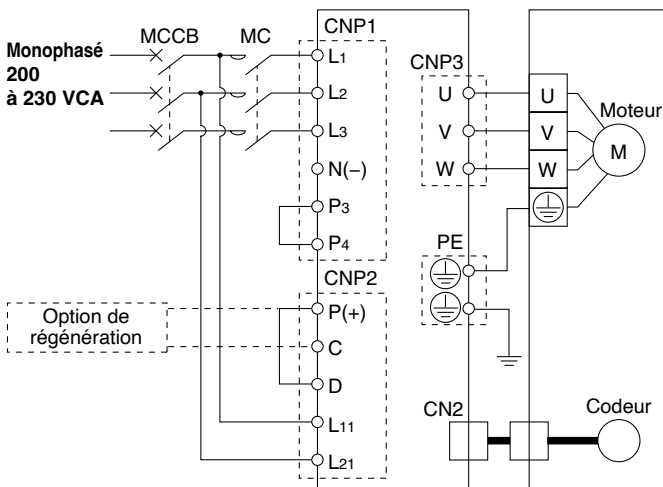 MCCB MC CNP1
Monophasé
200
à 230 VCA
L1
L2
L3
N(−)
P3
P4
CNP3
U
V
W
U
V
W
Moteur
M
PE
CNP2
Option de
régénération
P(+)
C
D
L11
L21
CN2
Codeur